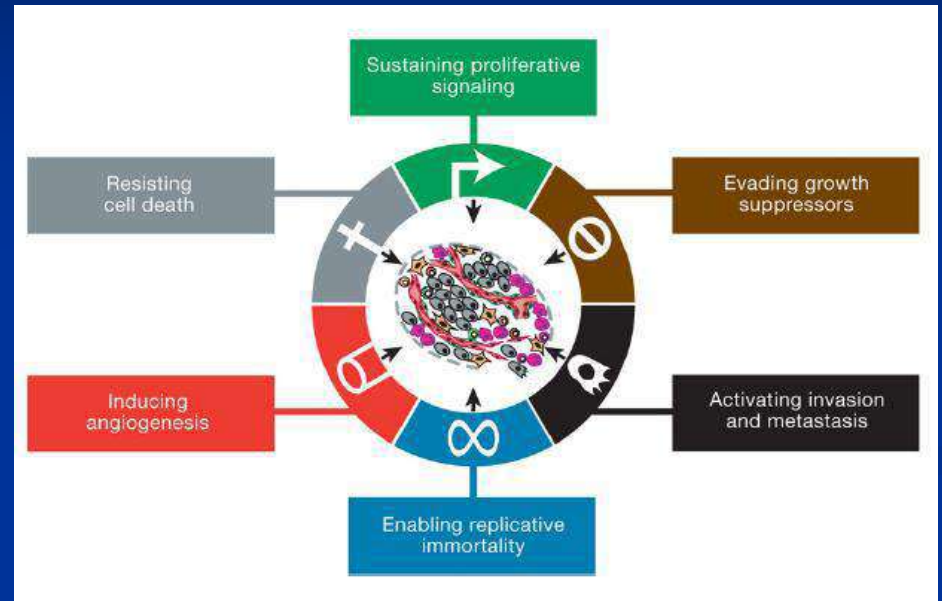 Sustaining proliferative
signaling
Resisting
cell death
Evading growth
suppressors
Inducing
angiogenesis
Activating invasion
and metastasis
Enabling replicative
immortality